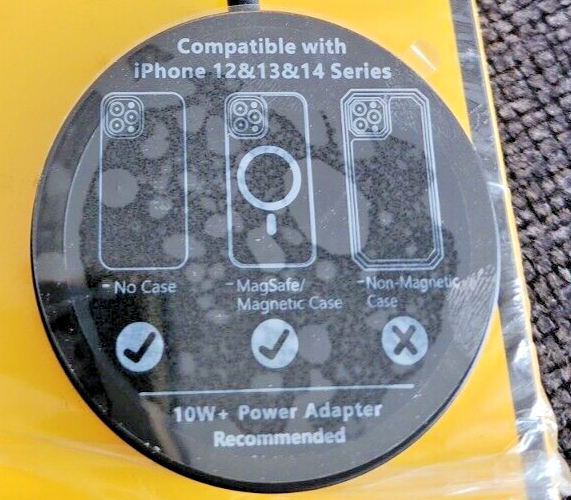 Compatible with
iPhone 12&13&14 Series
- No Case
- MagSafe/
Magnetic Case
- Non-Magnetic
Case
10W+ Power Adapter
Recommended